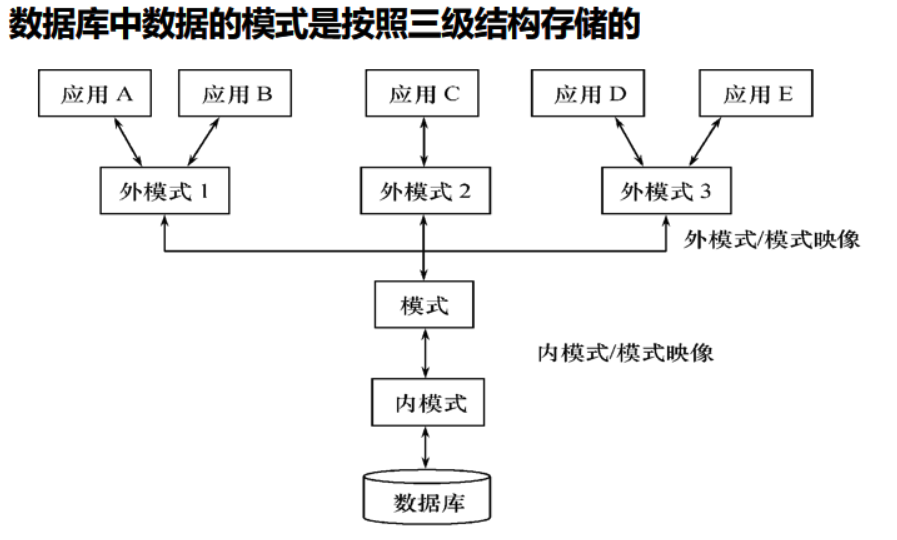 数据库中数据的模式是按照三级结构存储的
应用 A
应用 B
应用 C
应用 D
应用 E
外模式 1
外模式 2
外模式 3
外模式/模式映像
模式
内模式/模式映像
内模式
数据库